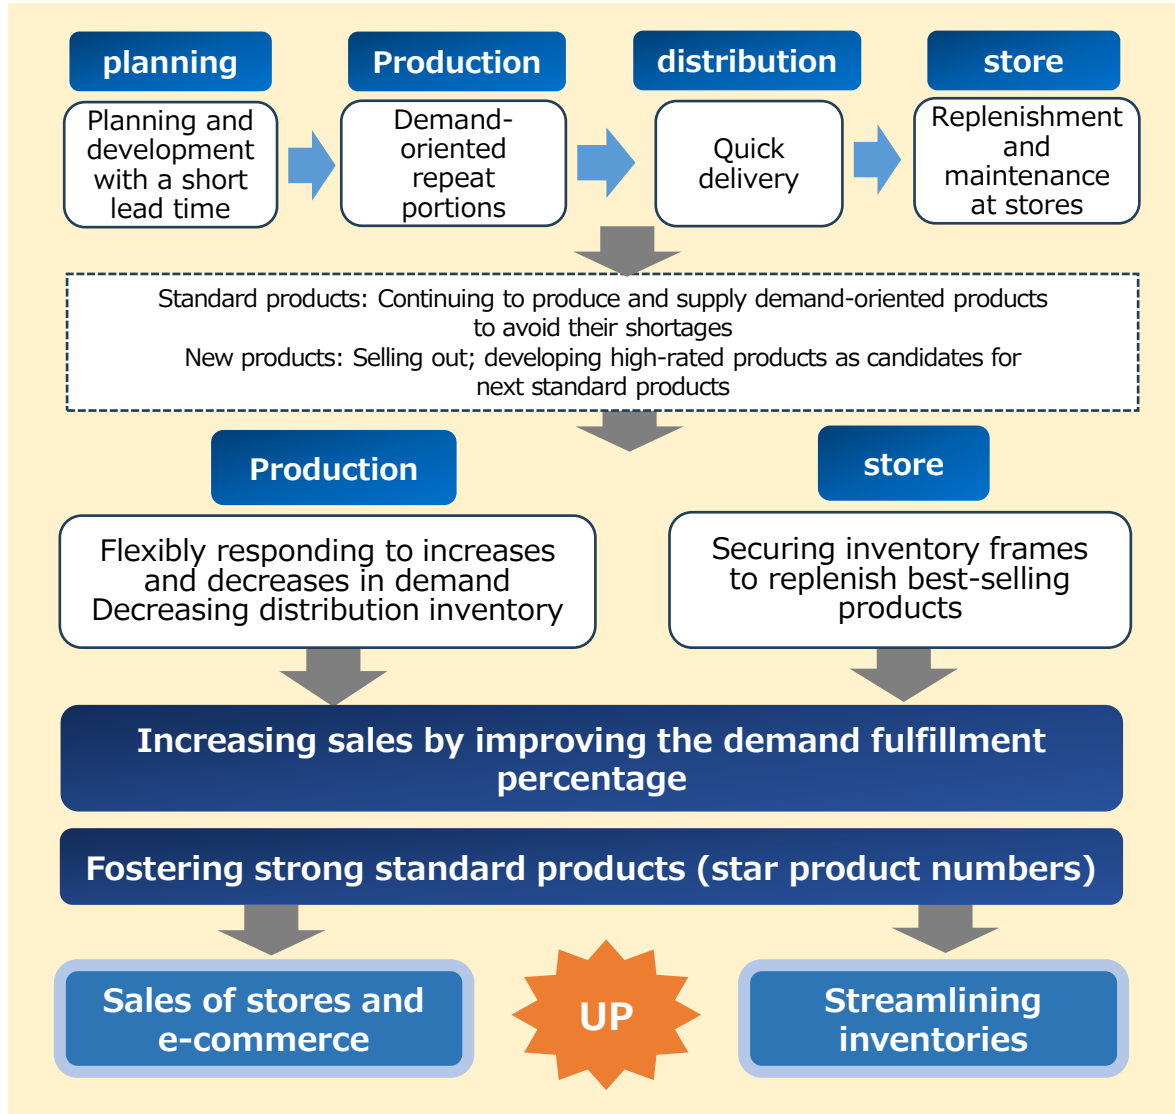 planning
Production
distribution
store
Planning and
development
with a short
lead time
Demand-
oriented
repeat
portions
Quick
delivery
Replenishment
and
maintenance
at stores
Standard products: Continuing to produce and supply demand-oriented products
to avoid their shortages
New products: Selling out; developing high-rated products as candidates for
next standard products
Production
store
Flexibly responding to increases
and decreases in demand
Decreasing distribution inventory
Securing inventory frames
to replenish best-selling
products
Increasing sales by improving the demand fulfillment
percentage
Fostering strong standard products (star product numbers)
Sales of stores and
e-commerce
UP
Streamlining
inventories